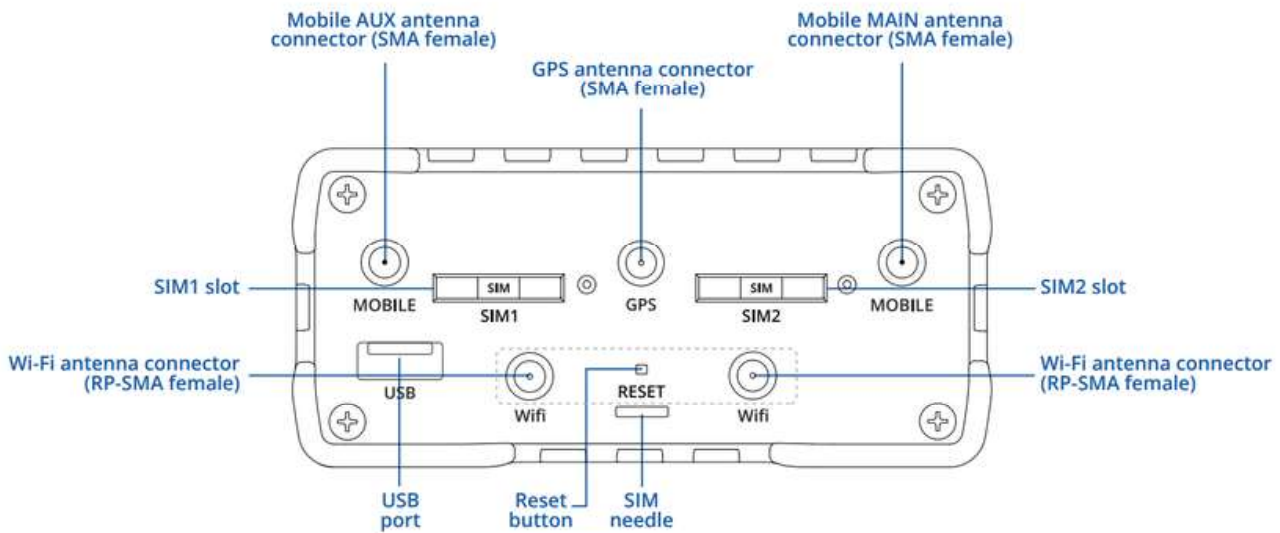 Mobile AUX antenna
connector (SMA female)
Mobile MAIN antenna
connector (SMA female)
GPS antenna connector
(SMA female)
SIM1 slot
MOBILE
SIM
SIM1
GPS
SIM
SIM2
MOBILE
SIM2 slot
Wi-Fi antenna connector
(RP-SMA female)
USB
Wifi
RESET
Wifi
Wi-Fi antenna connector
(RP-SMA female)
USB
port
Reset
button
SIM
needle